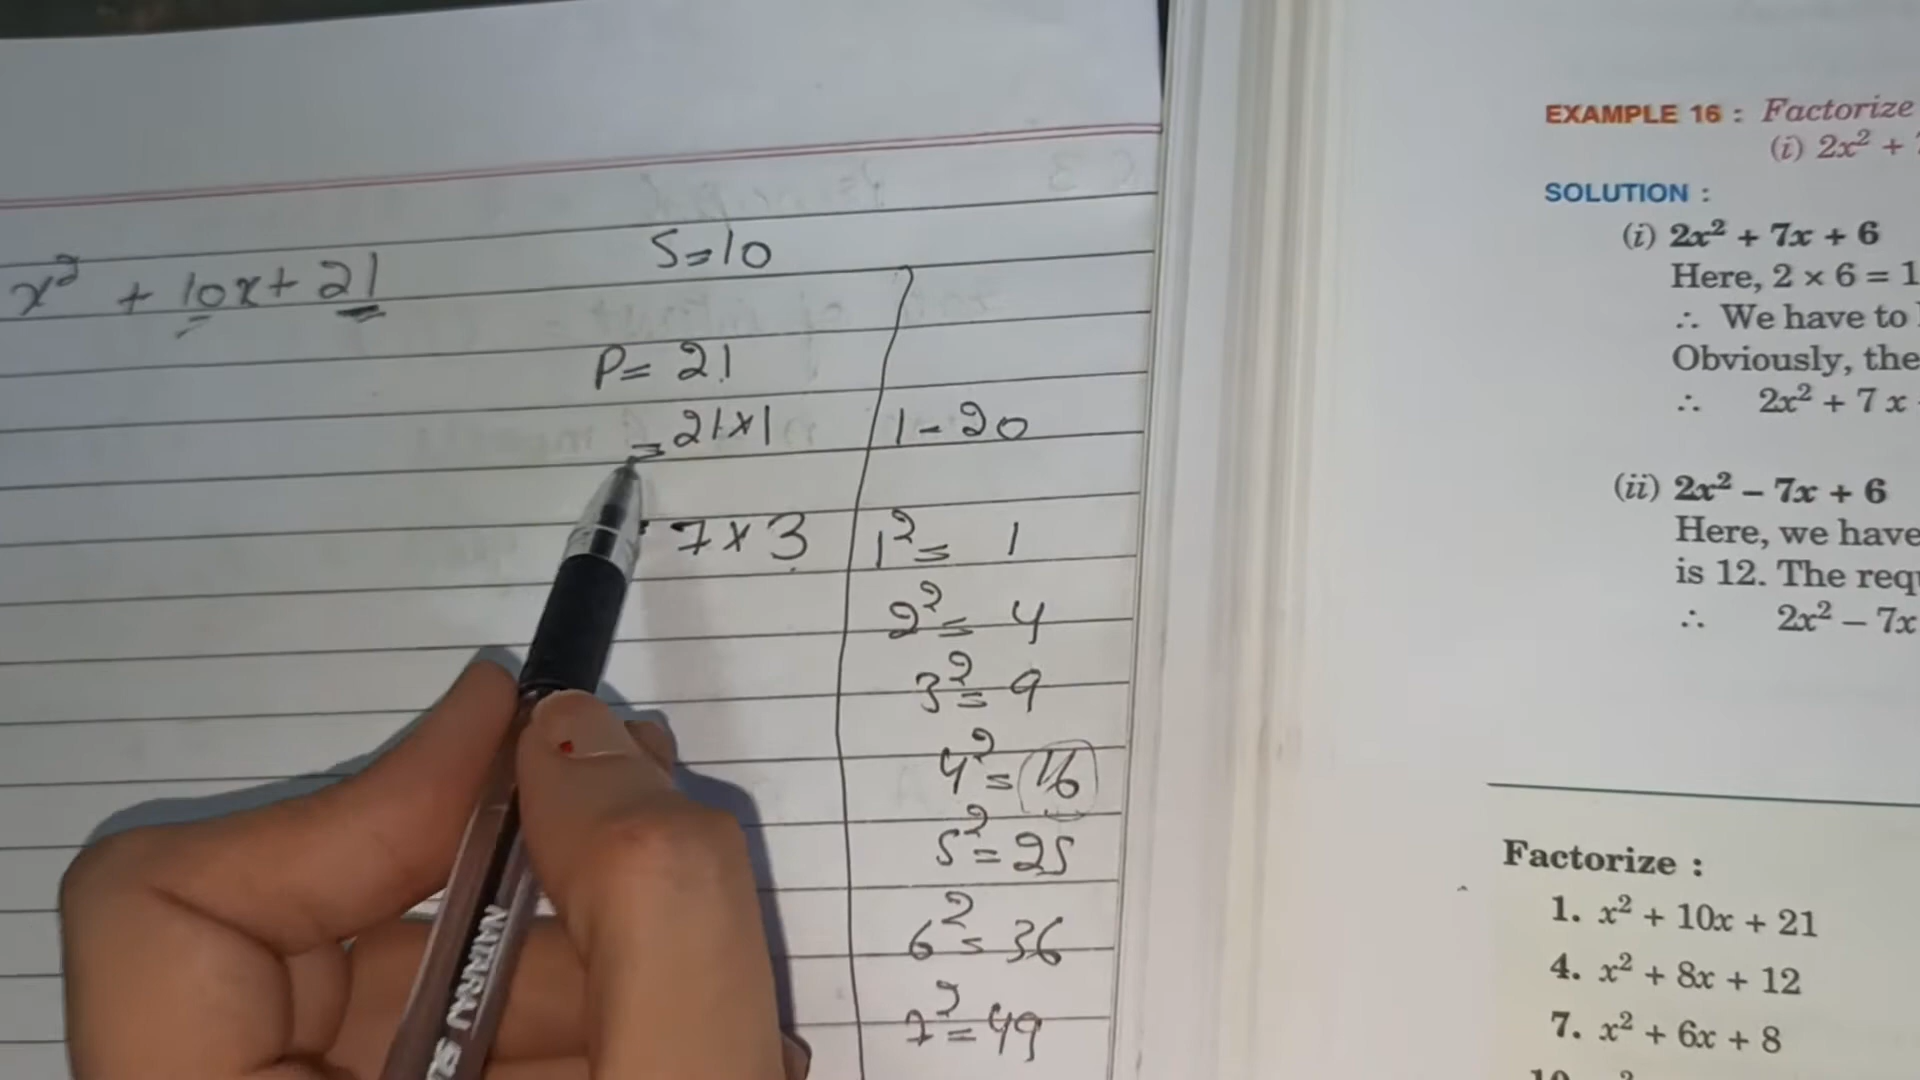 x² + 10x + 21
S = 10
P = 21
= 21 × 1
7 × 3
1 - 20
1² = 1
2² = 4
3² = 9
4² = 16
5² = 25
6² = 36
7² = 49
NATARAJ
EXAMPLE 16 : Factorize
(i) 2x² +
SOLUTION :
(i) 2x² + 7x + 6
Here, 2 × 6 = 1
∴ We have to
Obviously, the
∴ 2x² + 7x
(ii) 2x² – 7x + 6
Here, we have
is 12. The req
∴ 2x² – 7x
Factorize :
1. x² + 10x + 21
4. x² + 8x + 12
7. x² + 6x + 8